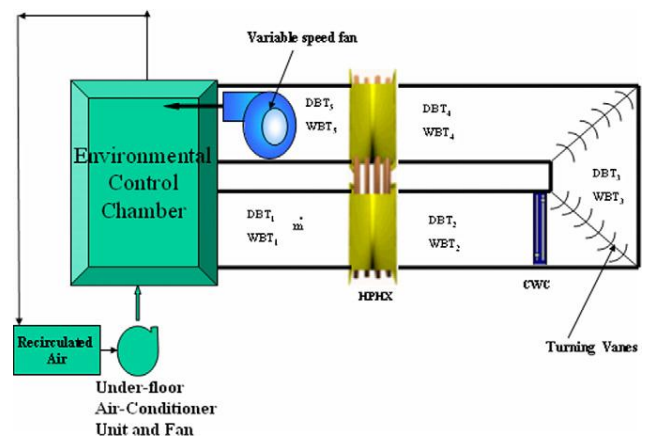 Variable speed fan
DBT5
WBT5
DBT4
WBT4
Environmental
Control
Chamber
DBT3
WBT3
DBT1
WBT1
ṁ
DBT2
WBT2
HPHX
CWC
Recirculated
Air
Turning Vanes
Under-floor
Air-Conditioner
Unit and Fan